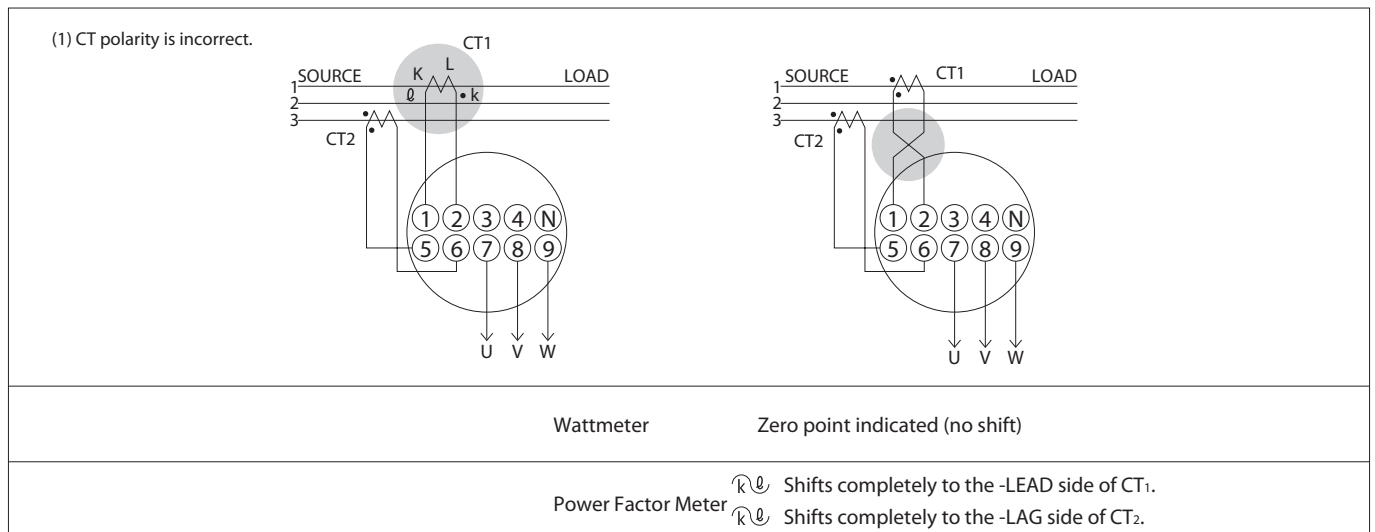 (1) CT polarity is incorrect.
CT1
K L
SOURCE LOAD
ℓ • k
1
2
3
CT2
1 2 3 4 N
5 6 7 8 9
U V W
SOURCE CT1 LOAD
1
2
3
CT2
1 2 3 4 N
5 6 7 8 9
U V W
Wattmeter Zero point indicated (no shift)
Power Factor Meter
k ℓ Shifts completely to the -LEAD side of CT₁.
k ℓ Shifts completely to the -LAG side of CT₂.